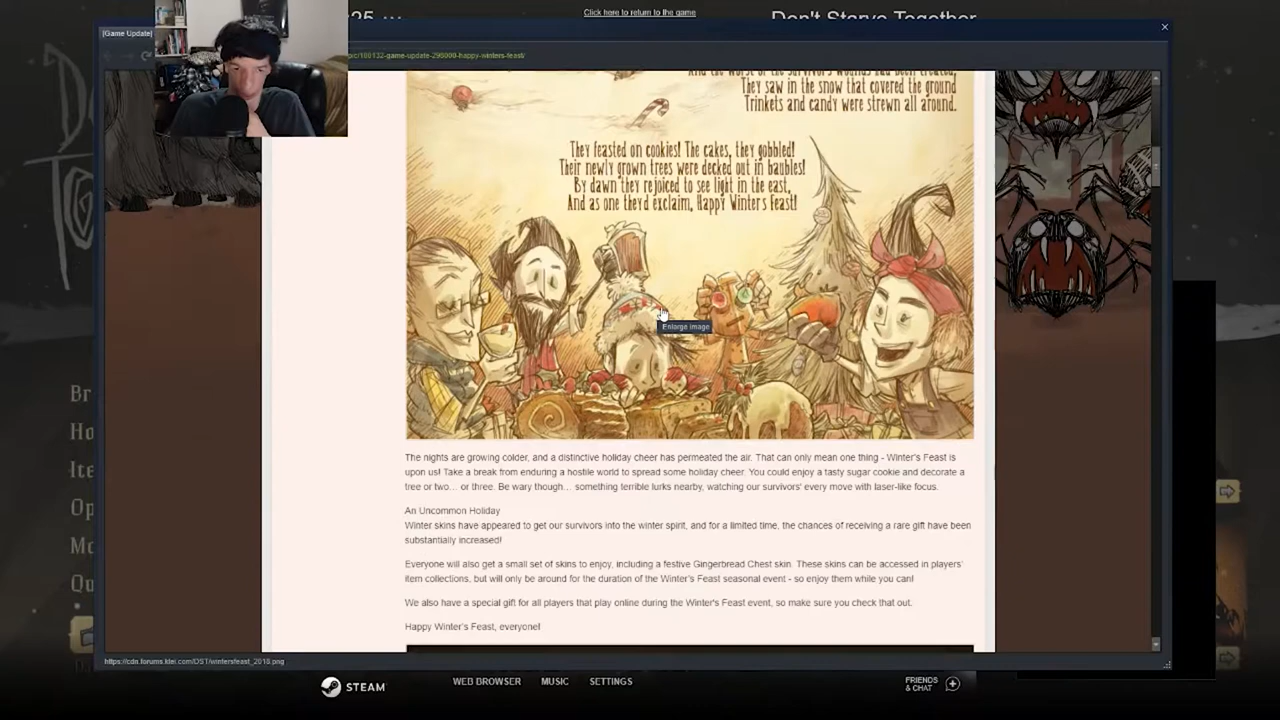 Click here to return to the game
Don't Starve Together
[Game Update]
-game-update-296000-happy-winters-feast/
They saw in the snow that covered the ground
Trinkets and candy were strewn all around.
They feasted on cookies! The cakes, they gobbled!
Their newly grown trees were decked out in baubles!
By dawn they rejoiced to see light in the east,
And as one they'd exclaim, Happy Winter's Feast!
Enlarge image
The nights are growing colder, and a distinctive holiday cheer has permeated the air. That can only mean one thing - Winter's Feast is
upon us! Take a break from enduring a hostile world to spread some holiday cheer. You could enjoy a tasty sugar cookie and decorate a
tree or two... or three. Be wary though... something terrible lurks nearby, watching our survivors' every move with laser-like focus.
An Uncommon Holiday
Winter skins have appeared to get our survivors into the winter spirit, and for a limited time, the chances of receiving a rare gift have been
substantially increased!
Everyone will also get a small set of skins to enjoy, including a festive Gingerbread Chest skin. These skins can be accessed in players'
item collections, but will only be around for the duration of the Winter's Feast seasonal event - so enjoy them while you can!
We also have a special gift for all players that play online during the Winter's Feast event, so make sure you check that out.
Happy Winter's Feast, everyone!
Br
Ho
Ite
Op
Mo
Qu
https://cdn.forums.klei.com/DST/wintersfeast_2018.png
STEAM
WEB BROWSER
MUSIC
SETTINGS
FRIENDS
& CHAT